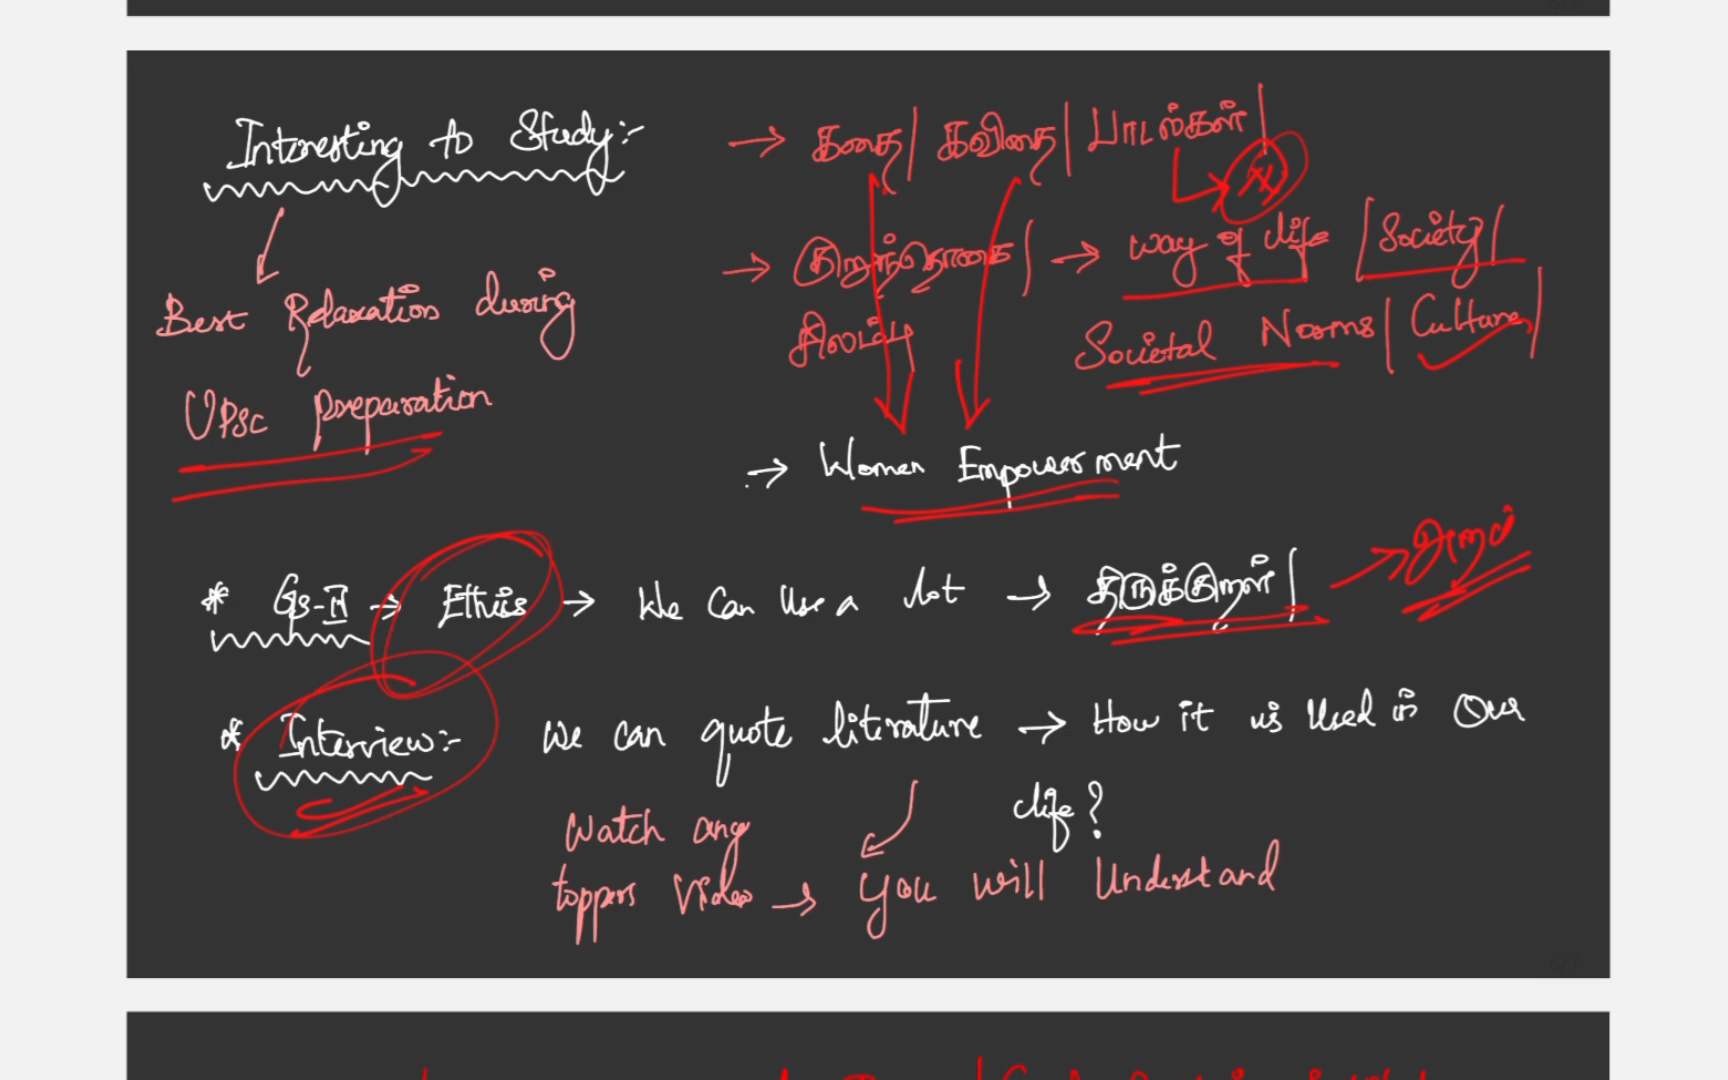 Interesting to Study:-
→ கதை | கவிதை | பாடல்கள் |
→ குறுந்தொகை | → way of life | Society |
சிலம்பு
Societal Norms | Culture |
Best Relaxation during
UPSC preparation
→ Women Empowerment
* GS-IV → Ethics → We Can Use a lot → திருக்குறள் | → அறம்
* Interview:- We can quote literature → How it is Used in Our
life?
Watch any
toppers Video → you will Understand